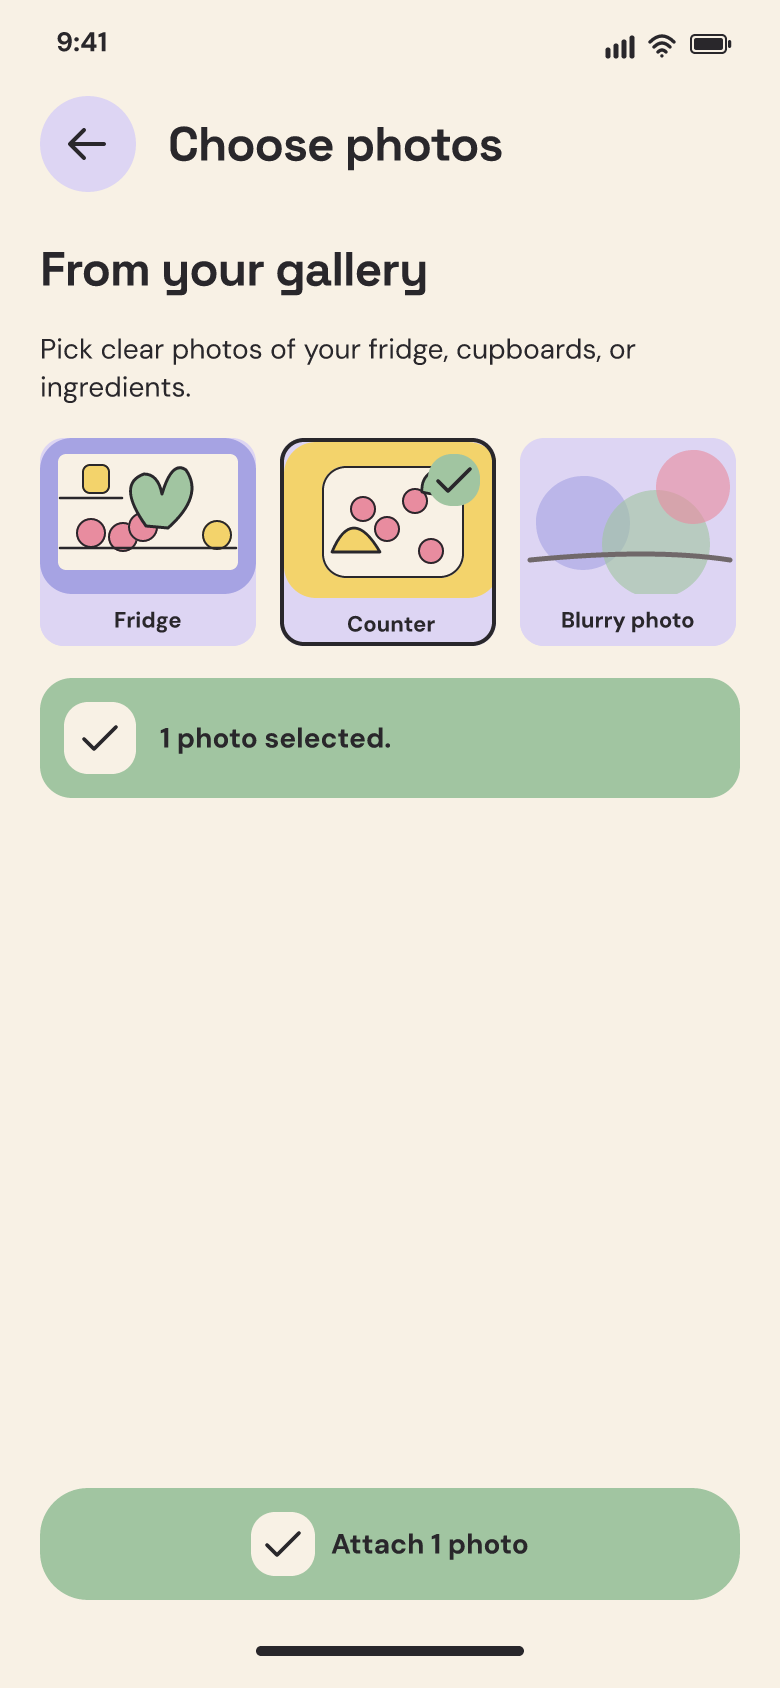 9:41
Choose photos
From your gallery
Pick clear photos of your fridge, cupboards, or
ingredients.
Fridge
Counter
Blurry photo
1 photo selected.
Attach 1 photo